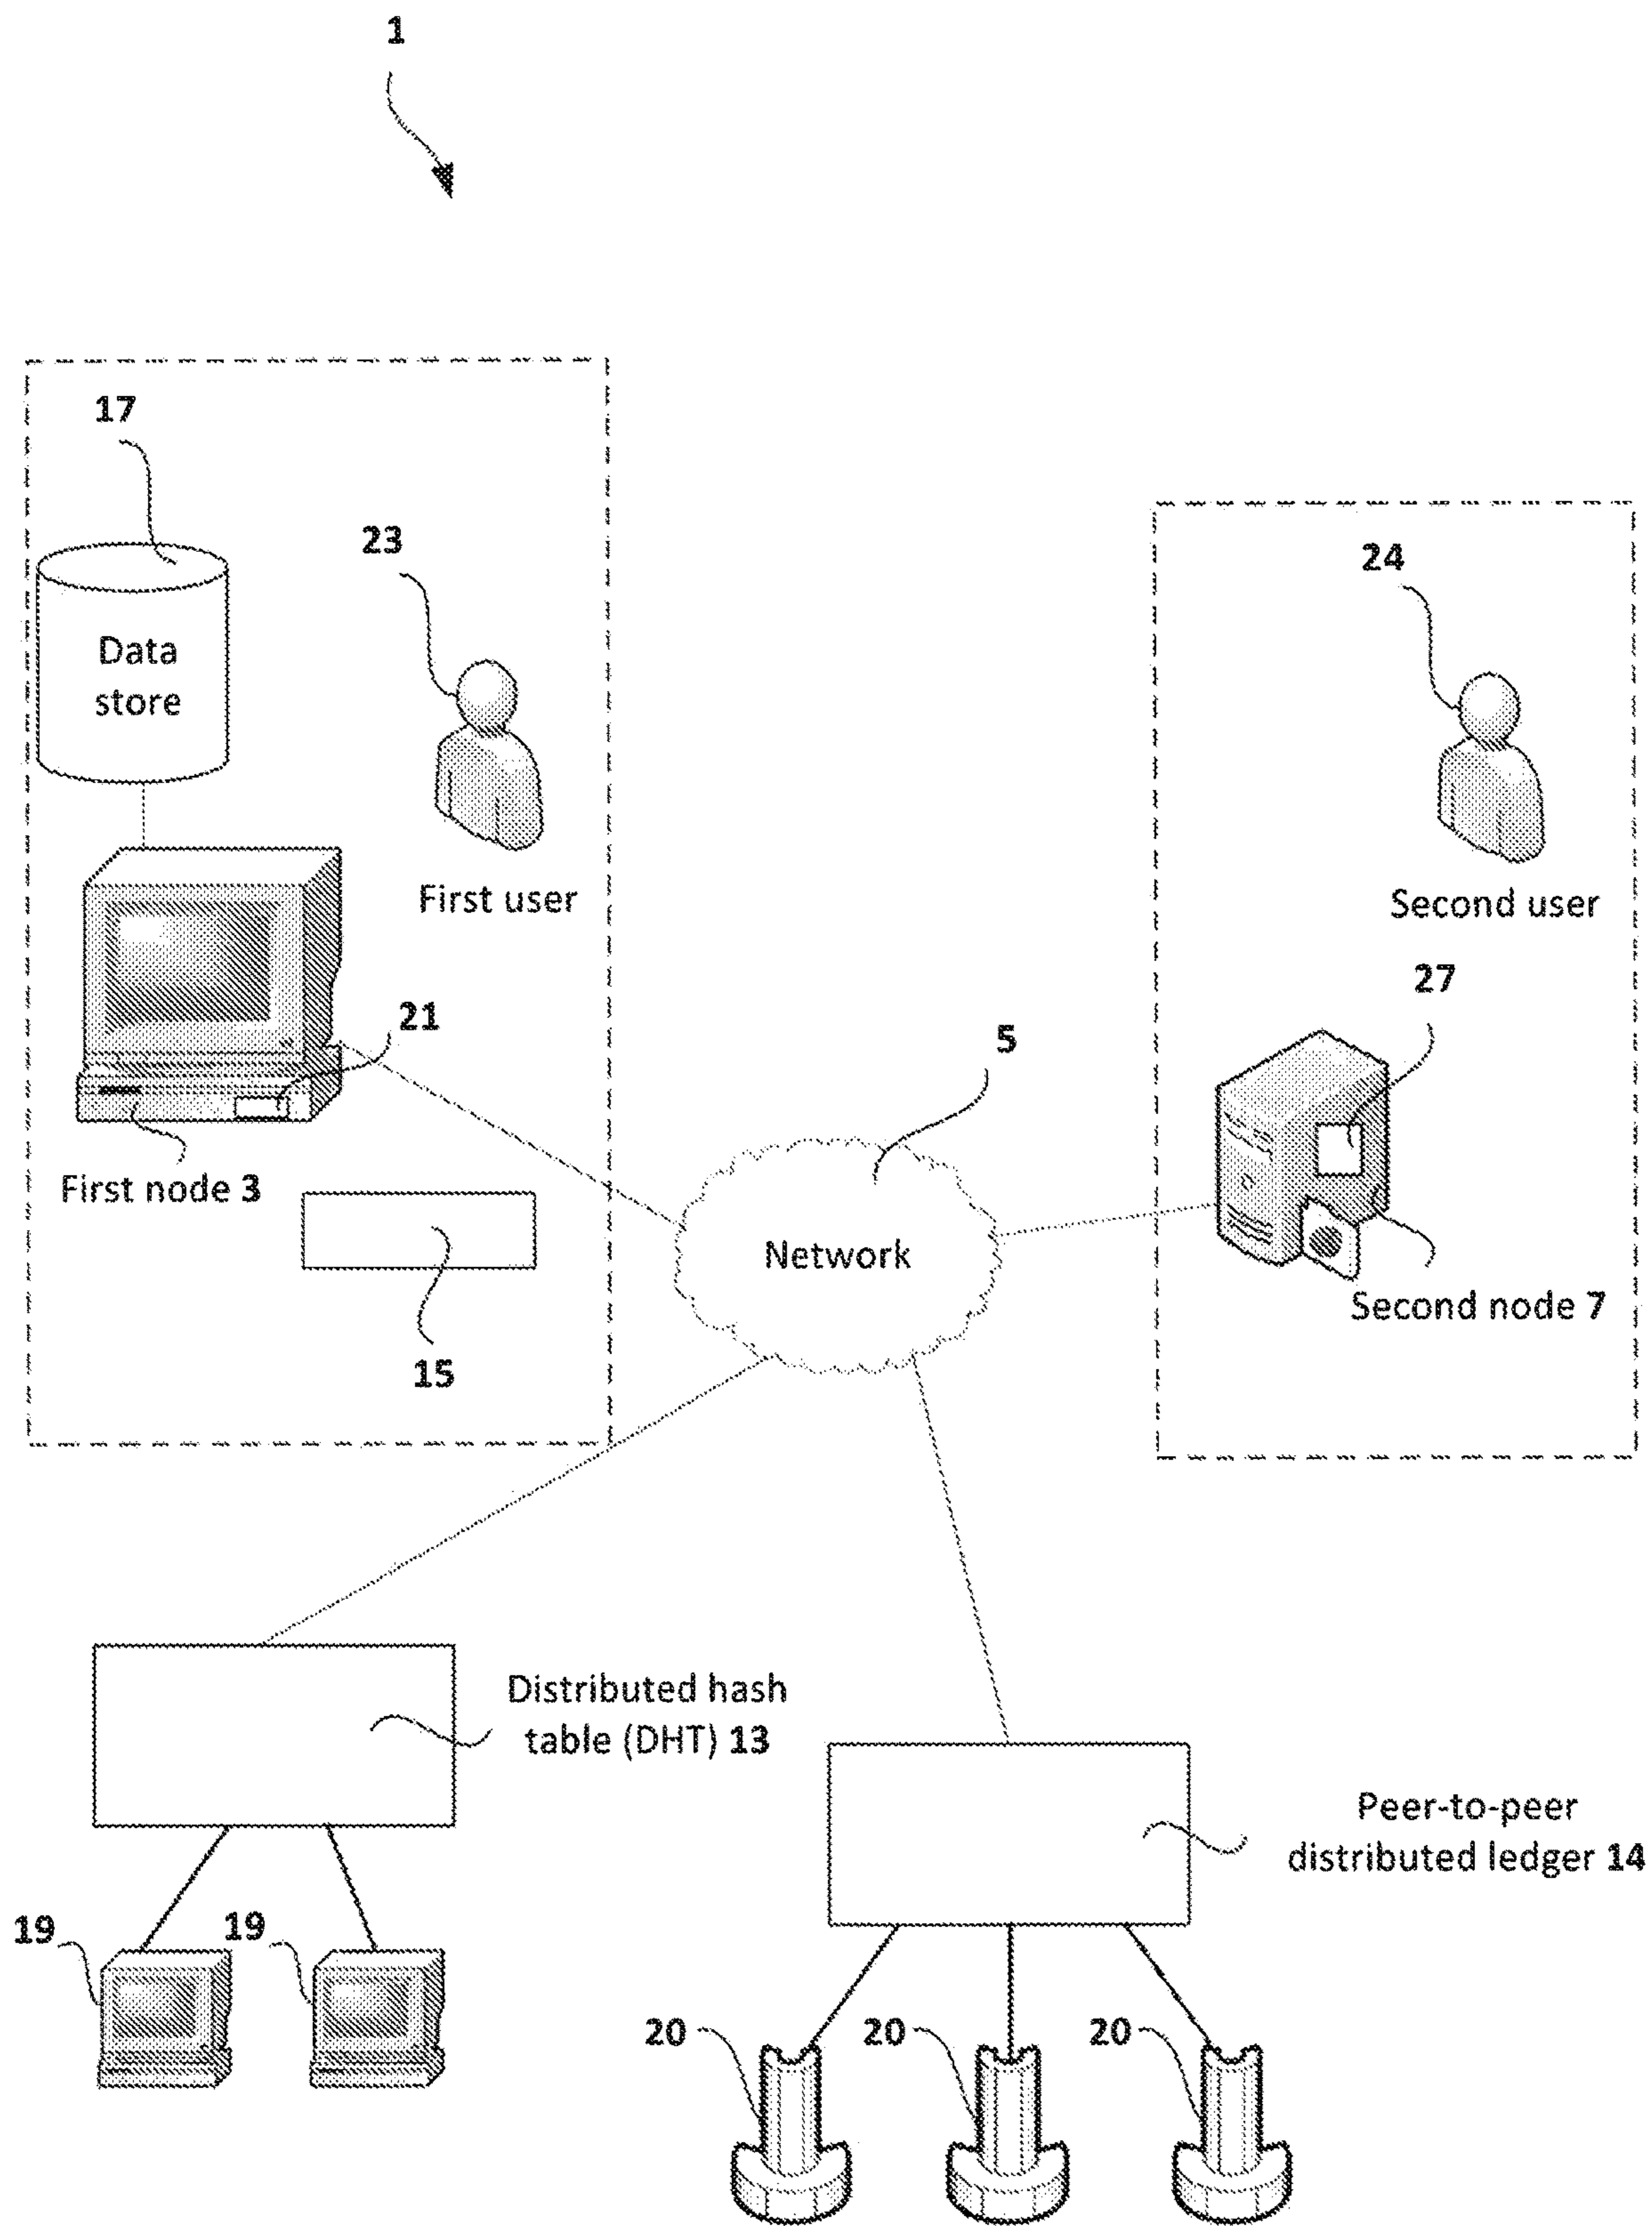 1
17
23
24
Data
store
First user
Second user
27
21
5
First node 3
Network
Second node 7
15
Distributed hash
table (DHT) 13
Peer-to-peer
distributed ledger 14
19
19
20
20
20